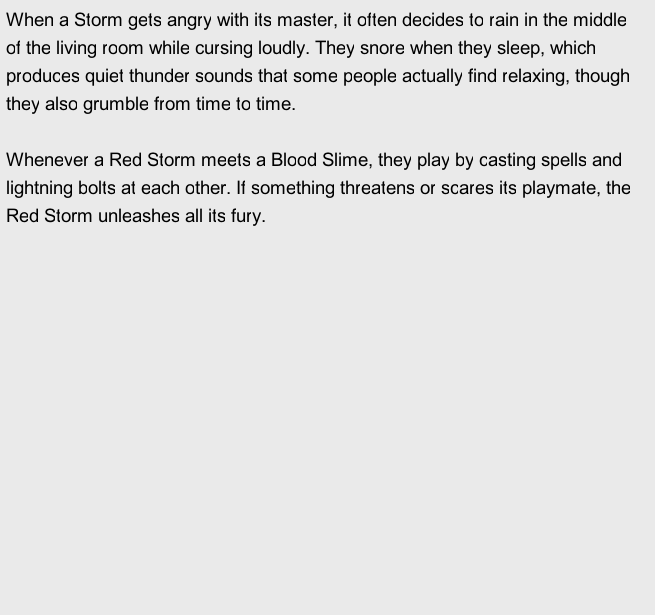 When a Storm gets angry with its master, it often decides to rain in the middle
of the living room while cursing loudly. They snore when they sleep, which
produces quiet thunder sounds that some people actually find relaxing, though
they also grumble from time to time.

Whenever a Red Storm meets a Blood Slime, they play by casting spells and
lightning bolts at each other. If something threatens or scares its playmate, the
Red Storm unleashes all its fury.